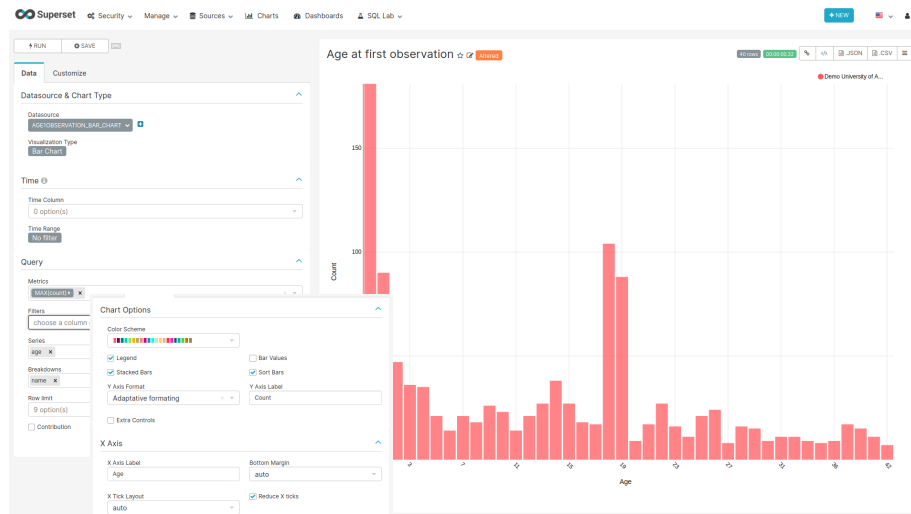 Superset Security Manage Sources Charts Dashboards SQL Lab +NEW
RUN SAVE
Data Customize
Datasource & Chart Type
Datasource
AGE1OBSERVATION_BAR_CHART
Visualization Type
Bar Chart
Time
Time Column
0 option(s)
Time Range
No filter
Query
Metrics
MAX(count) x
Filters
choose a column
Series
age x
Breakdowns
name x
Row limit
9 option(s)
Contribution
Chart Options
Color Scheme
Legend Bar Values
Stacked Bars Sort Bars
Y Axis Format Y Axis Label
Adaptative formating Count
Extra Controls
X Axis
X Axis Label Bottom Margin
Age auto
X Tick Layout Reduce X ticks
auto
Age at first observation Altered 40 rows 00:00:00.32 .JSON .CSV
Demo University of A...
150
100
Count
3 7 11 15 19 23 27 31 36 42
Age